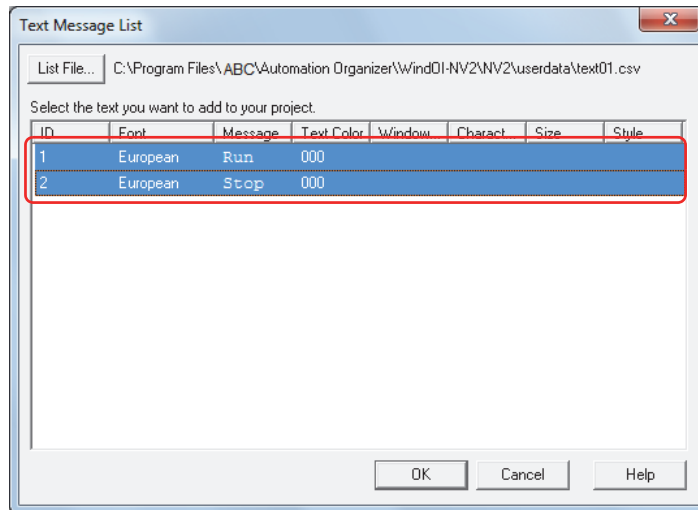 Text Message List
x
List File... C:\Program Files\ABC\Automation Organizer\WindOI-NV2\NV2\userdata\text01.csv
Select the text you want to add to your project.
ID Font Message Text Color Window... Charact... Size Style
1 European Run 000
2 European Stop 000
OK Cancel Help